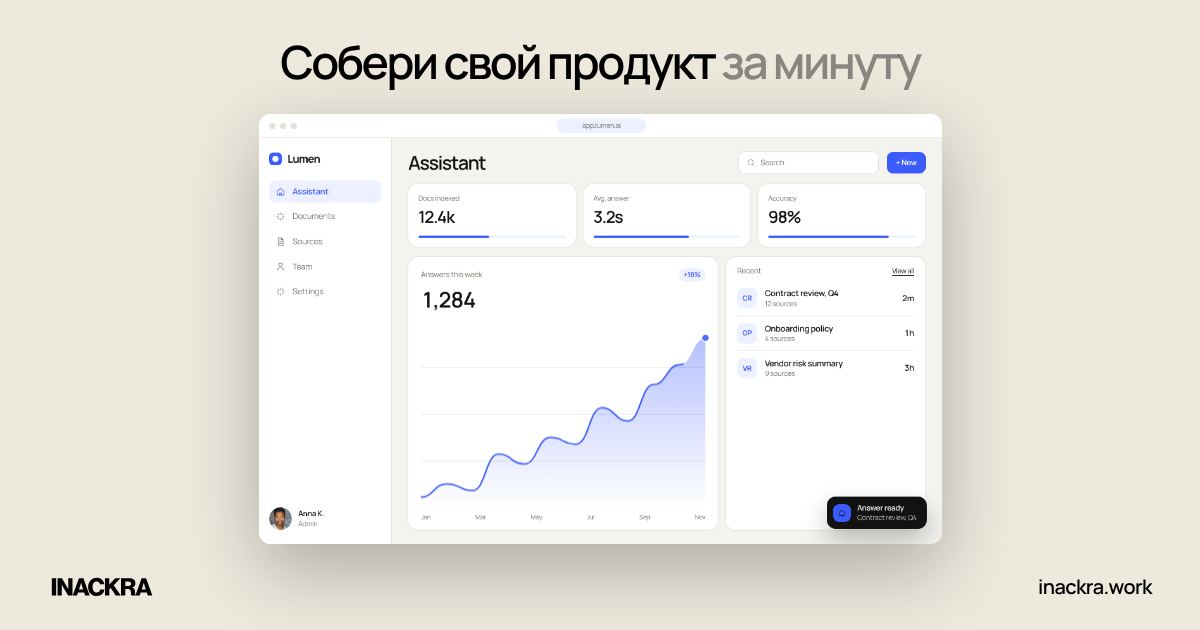 Собери свой продукт за минуту
app.lumen.ai
Lumen
Assistant
Documents
Sources
Team
Settings
Anna K.
Admin
Assistant
Search
+ New
Docs indexed
12.4k
Avg. answer
3.2s
Accuracy
98%
Answers this week
+18%
1,284
Jan Mar May Jul Sep Nov
Recent
View all
CR
Contract review, Q4
12 sources
2m
OP
Onboarding policy
4 sources
1h
VR
Vendor risk summary
9 sources
3h
Answer ready
Contract review, Q4
INACKRA
inackra.work